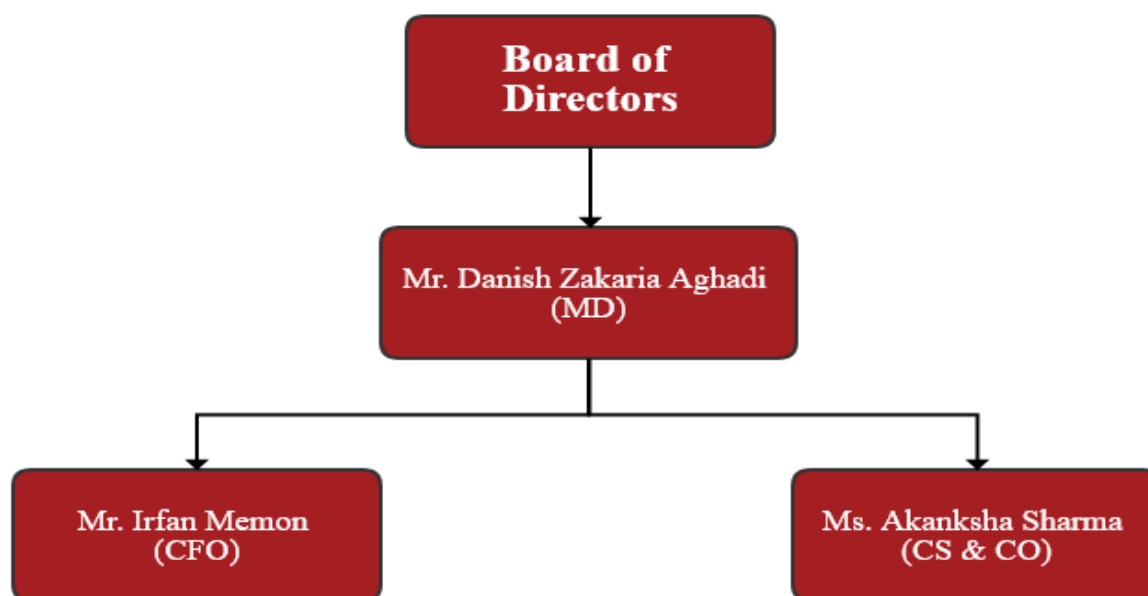 Board of
Directors
Mr. Danish Zakaria Aghadi
(MD)
Mr. Irfan Memon
(CFO)
Ms. Akanksha Sharma
(CS & CO)